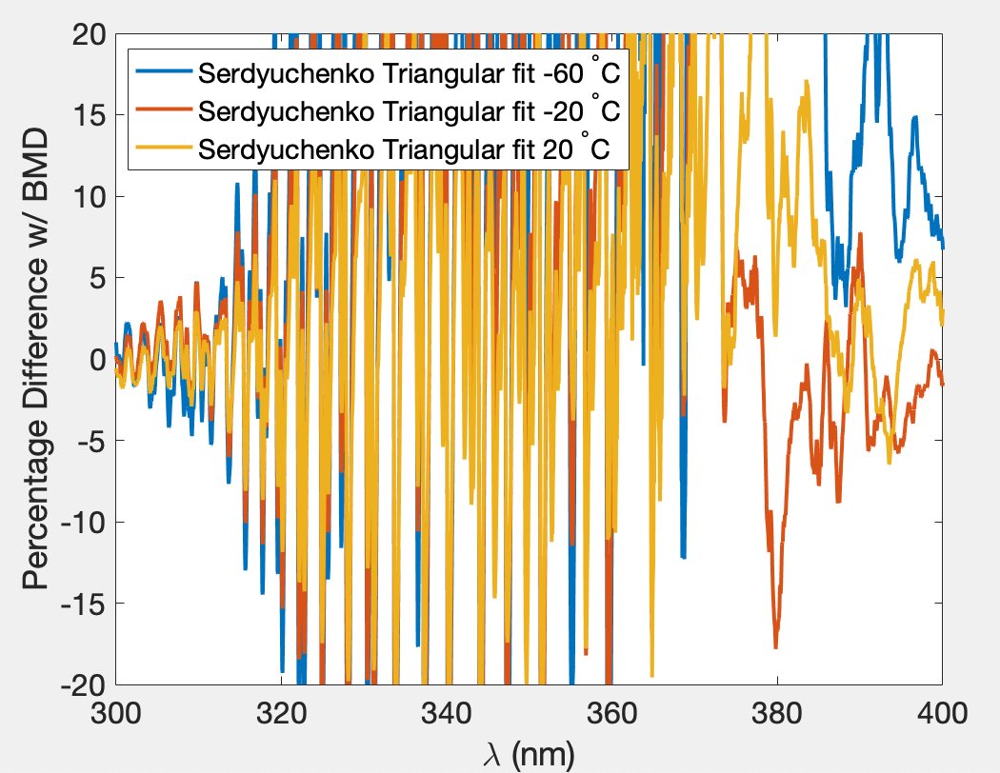 20
15
10
5
0
-5
-10
-15
-20
Percentage Difference w/ BMD
Serdyuchenko Triangular fit -60 °C
Serdyuchenko Triangular fit -20 °C
Serdyuchenko Triangular fit 20 °C
300 320 340 360 380 400
λ (nm)